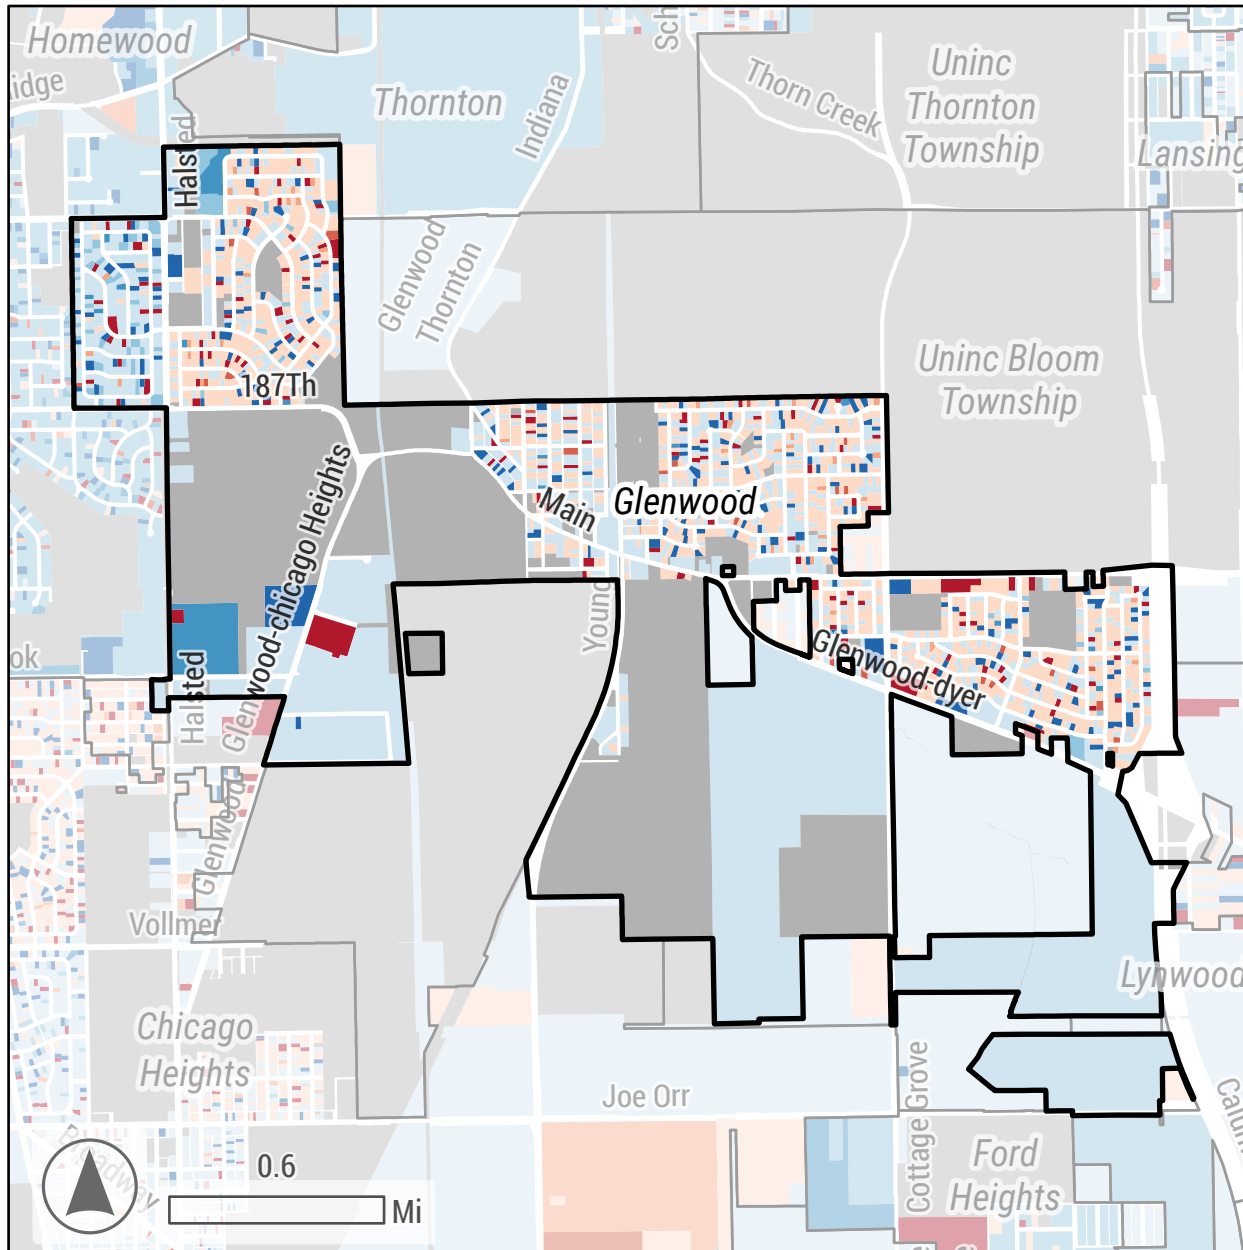 Homewood
idge
Thornton
Indiana
Sch
Thorn Creek
Uninc
Thornton
Township
Lansing
Halsted
Glenwood
Thornton
187Th
Uninc Bloom
Township
Glenwood-chicago Heights
Main
Glenwood
Young
Glenwood-dyer
ook
Halsted
Glenwood
Vollmer
Chicago
Heights
Lynwood
Joe Orr
Cottage Grove
Ford
Heights
Calum
Broadway
0.6
Mi